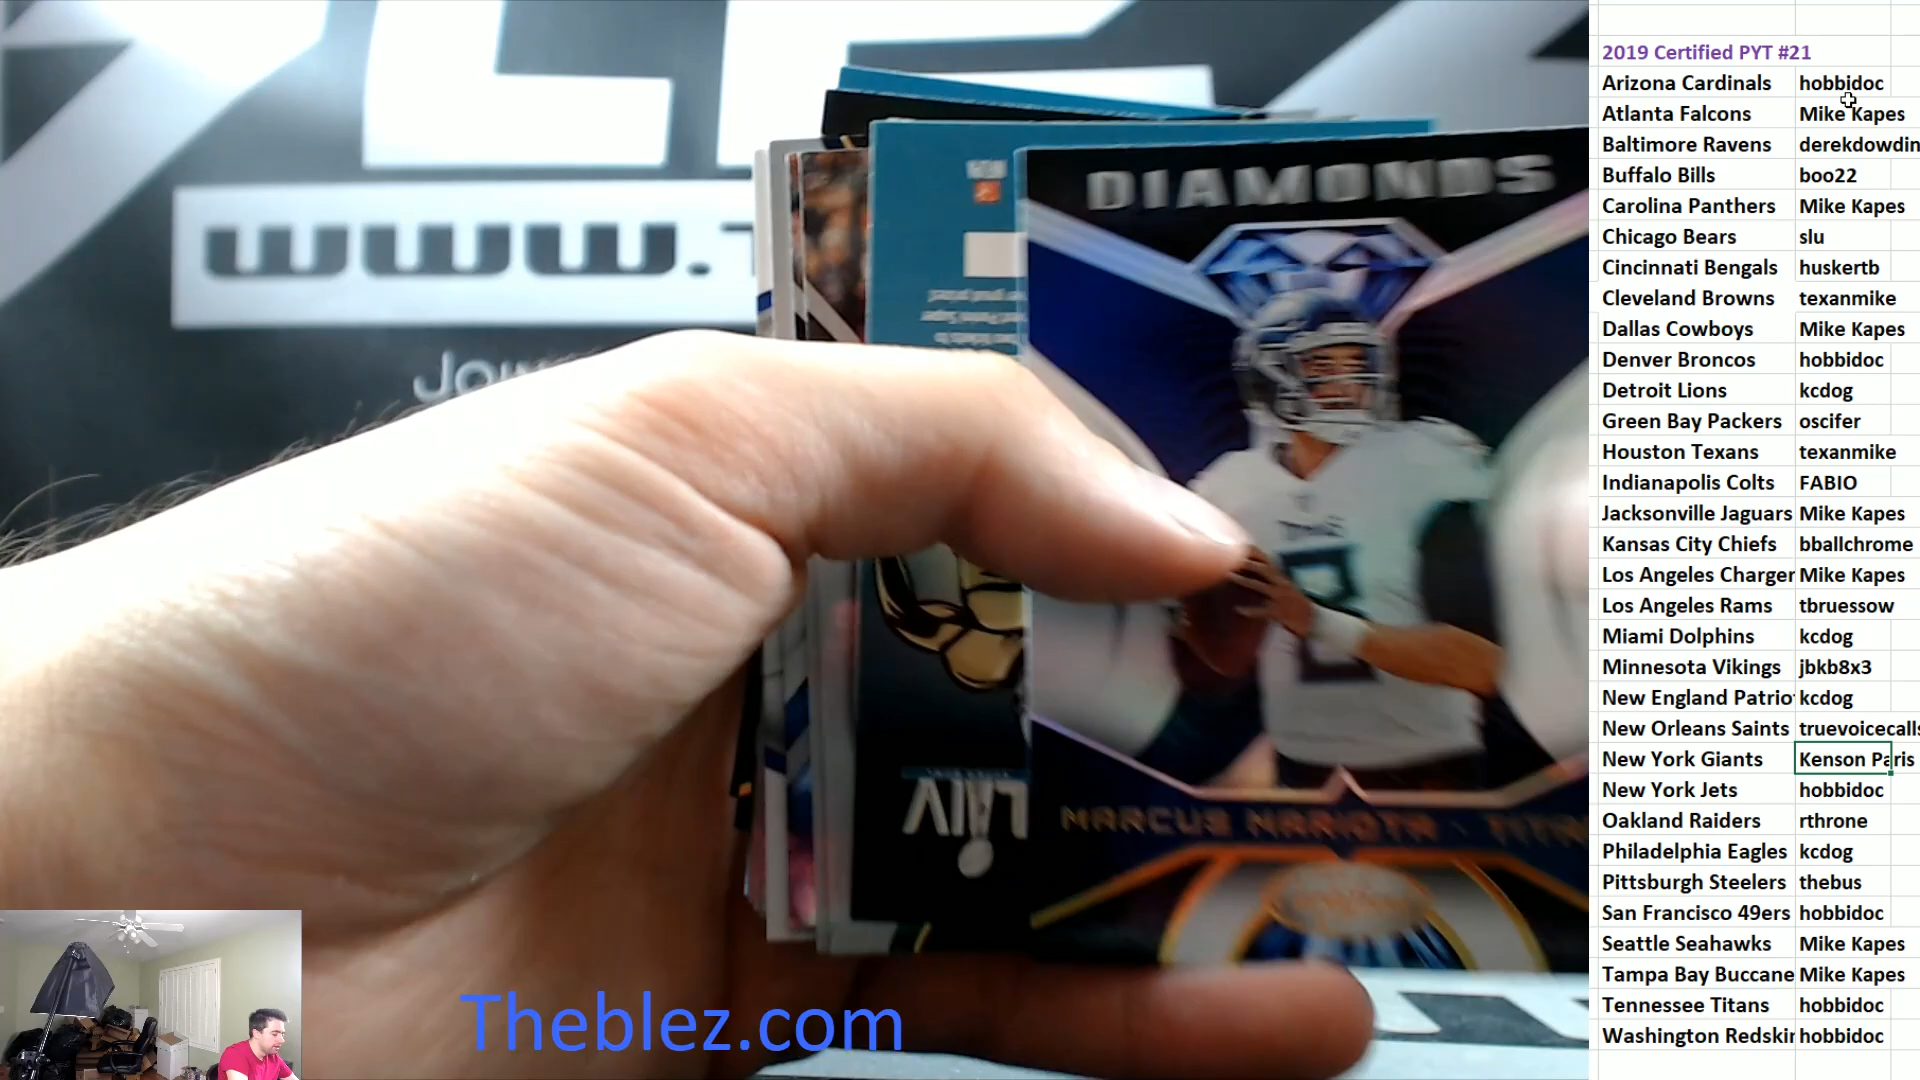 www.
DIAMONDS
MARCUS MARIOTA - TITA
Theblez.com
2019 Certified PYT #21
Arizona Cardinals hobbidoc
Atlanta Falcons Mike Kapes
Baltimore Ravens derekdowdin
Buffalo Bills boo22
Carolina Panthers Mike Kapes
Chicago Bears slu
Cincinnati Bengals huskertb
Cleveland Browns texanmike
Dallas Cowboys Mike Kapes
Denver Broncos hobbidoc
Detroit Lions kcdog
Green Bay Packers oscifer
Houston Texans texanmike
Indianapolis Colts FABIO
Jacksonville Jaguars Mike Kapes
Kansas City Chiefs bballchrome
Los Angeles Charger Mike Kapes
Los Angeles Rams tbruessow
Miami Dolphins kcdog
Minnesota Vikings jbkb8x3
New England Patrio kcdog
New Orleans Saints truevoicecalls
New York Giants Kenson Paris
New York Jets hobbidoc
Oakland Raiders rthrone
Philadelphia Eagles kcdog
Pittsburgh Steelers thebus
San Francisco 49ers hobbidoc
Seattle Seahawks Mike Kapes
Tampa Bay Buccane Mike Kapes
Tennessee Titans hobbidoc
Washington Redskin hobbidoc